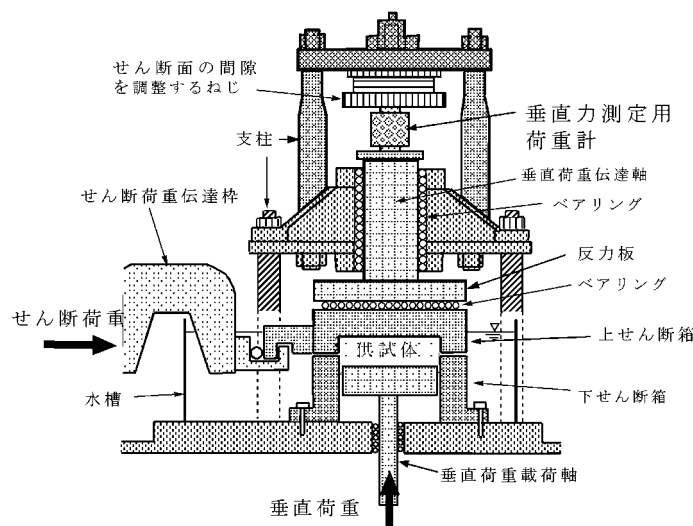 せん断面の間隙
を調整するねじ
垂直力測定用
荷重計
支柱
垂直荷重伝達軸
せん断荷重伝達枠
ベアリング
反力板
ベアリング
せん断荷重
上せん断箱
供試体
水槽
下せん断箱
垂直荷重載荷軸
垂直荷重